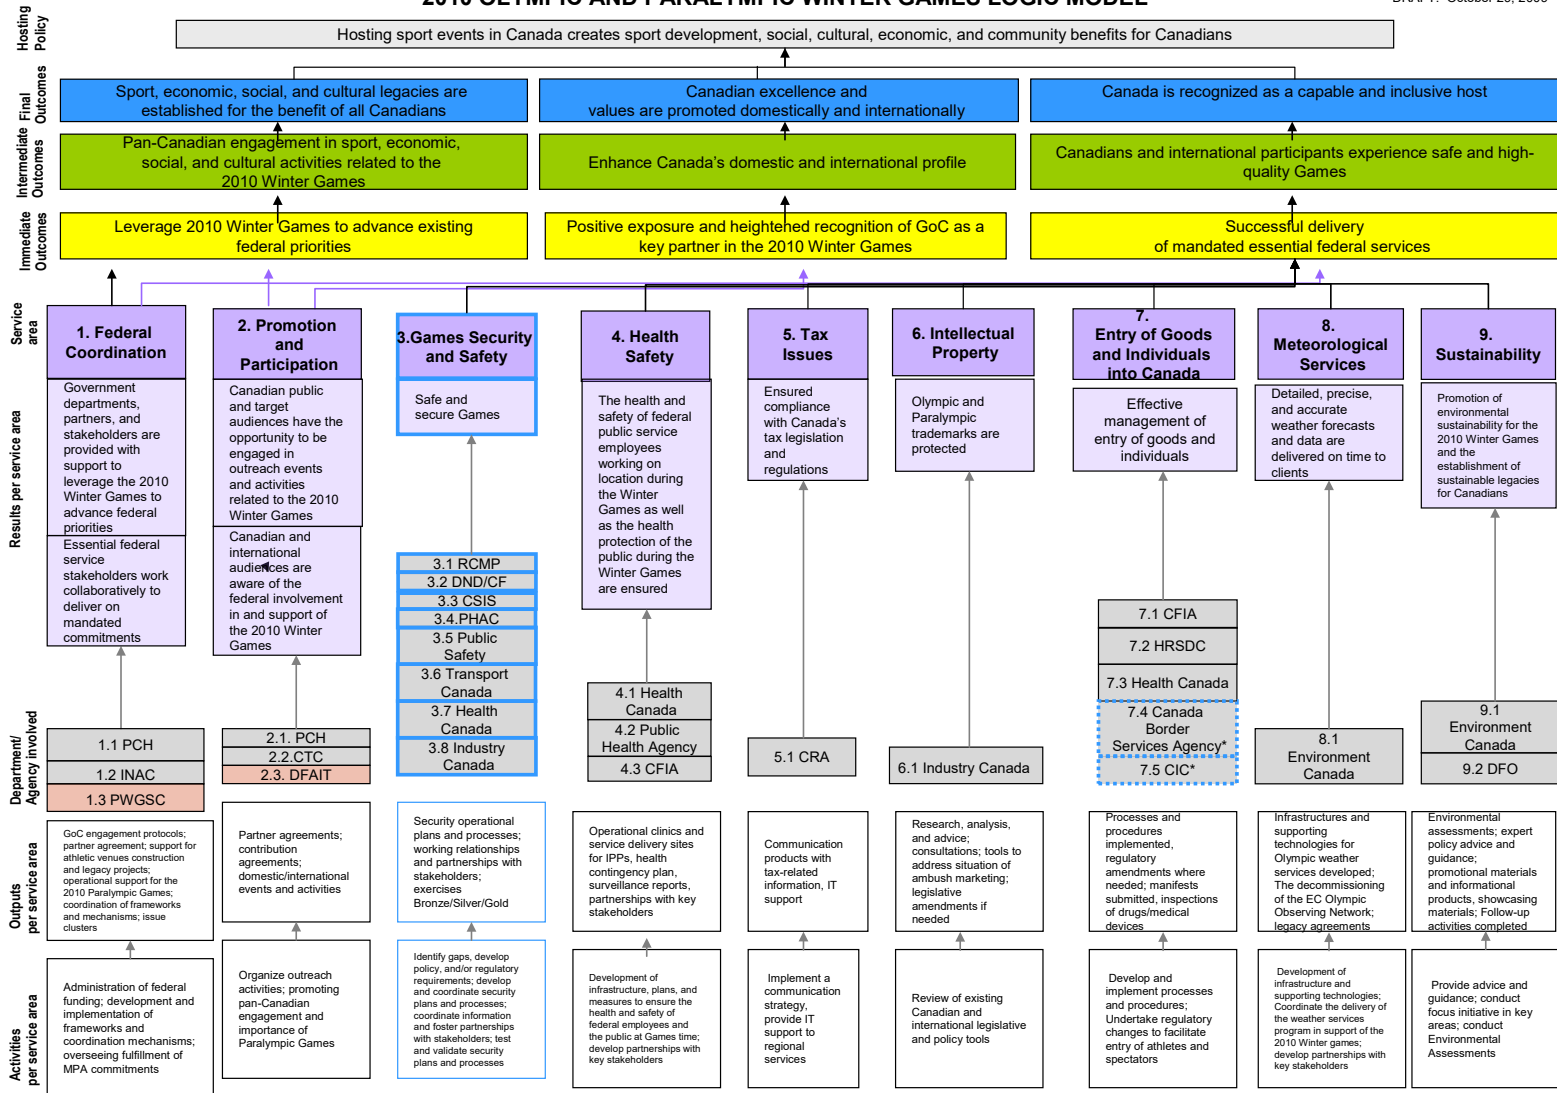 2010 OLYMPIC AND PARALYMPIC WINTER GAMES LOGIC MODEL
Hosting
Policy
Hosting sport events in Canada creates sport development, social, cultural, economic, and community benefits for Canadians
Final
Outcomes
Sport, economic, social, and cultural legacies are
established for the benefit of all Canadians
Canadian excellence and
values are promoted domestically and internationally
Canada is recognized as a capable and inclusive host
Intermediate
Outcomes
Pan-Canadian engagement in sport, economic,
social, and cultural activities related to the
2010 Winter Games
Enhance Canada's domestic and international profile
Canadians and international participants experience safe and high-
quality Games
Immediate
Outcomes
Leverage 2010 Winter Games to advance existing
federal priorities
Positive exposure and heightened recognition of GoC as a
key partner in the 2010 Winter Games
Successful delivery
of mandated essential federal services
Service
area
1. Federal
Coordination
2. Promotion
and
Participation
3.Games Security
and Safety
4. Health
Safety
5. Tax
Issues
6. Intellectual
Property
7.
Entry of Goods
and Individuals
into Canada
8.
Meteorological
Services
9.
Sustainability
Results per service area
Government
departments,
partners, and
stakeholders are
provided with
support to
leverage the 2010
Winter Games to
advance federal
priorities
Essential federal
service
stakeholders work
collaboratively to
deliver on
mandated
commitments
Canadian public
and target
audiences have the
opportunity to be
engaged in
outreach events
and activities
related to the 2010
Winter Games
Canadian and
international
audiences are
aware of the
federal involvement
in and support of
the 2010 Winter
Games
Safe and
secure Games
The health and
safety of federal
public service
employees
working on
location during
the Winter
Games as well
as the health
protection of the
public during the
Winter Games
are ensured
Ensured
compliance
with Canada's
tax legislation
and
regulations
Olympic and
Paralympic
trademarks are
protected
Effective
management of
entry of goods and
individuals
Detailed, precise,
and accurate
weather forecasts
and data are
delivered on time to
clients
Promotion of
environmental
sustainability for the
2010 Winter Games
and the
establishment of
sustainable legacies
for Canadians
Department/
Agency involved
1.1 PCH
1.2 INAC
1.3 PWGSC
2.1. PCH
2.2.CTC
2.3. DFAIT
3.1 RCMP
3.2 DND/CF
3.3 CSIS
3.4.PHAC
3.5 Public
Safety
3.6 Transport
Canada
3.7 Health
Canada
3.8 Industry
Canada
4.1 Health
Canada
4.2 Public
Health Agency
4.3 CFIA
5.1 CRA
6.1 Industry Canada
7.1 CFIA
7.2 HRSDC
7.3 Health Canada
7.4 Canada
Border
Services Agency*
7.5 CIC*
8.1
Environment
Canada
9.1
Environment
Canada
9.2 DFO
Outputs
per service area
GoC engagement protocols;
partner agreement; support for
athletic venues construction
and legacy projects;
operational support for the
2010 Paralympic Games;
coordination of frameworks
and mechanisms; issue
clusters
Partner agreements;
contribution
agreements;
domestic/international
events and activities
Security operational
plans and processes;
working relationships
and partnerships with
stakeholders;
exercises
Bronze/Silver/Gold
Operational clinics and
service delivery sites
for IPPs, health
contingency plan,
surveillance reports,
partnerships with key
stakeholders
Communication
products with
tax-related
information, IT
support
Research, analysis,
and advice;
consultations; tools to
address situation of
ambush marketing;
legislative
amendments if
needed
Processes and
procedures
implemented,
regulatory
amendments where
needed; manifests
submitted, inspections
of drugs/medical
devices
Infrastructures and
supporting
technologies for
Olympic weather
services developed;
The decommissioning
of the EC Olympic
Observing Network;
legacy agreements
Environmental
assessments; expert
policy advice and
guidance;
promotional materials
and informational
products, showcasing
materials; Follow-up
activities completed
Activities
per service area
Administration of federal
funding; development and
implementation of
frameworks and
coordination mechanisms;
overseeing fulfillment of
MPA commitments
Organize outreach
activities; promoting
pan-Canadian
engagement and
importance of
Paralympic Games
Identify gaps, develop
policy, and/or regulatory
requirements; develop
and coordinate security
plans and processes;
coordinate information
and foster partnerships
with stakeholders; test
and validate security
plans and processes
Development of
infrastructure, plans, and
measures to ensure the
health and safety of
federal employees and
the public at Games time;
develop partnerships with
key stakeholders
Implement a
communication
strategy,
provide IT
support to
regional
services
Review of existing
Canadian and
international legislative
and policy tools
Develop and
implement processes
and procedures;
Undertake regulatory
changes to facilitate
entry of athletes and
spectators
Development of
infrastructure and
supporting technologies;
Coordinate the delivery of
the weather services
program in support of the
2010 Winter games;
develop partnerships with
key stakeholders
Provide advice and
guidance; conduct
focus initiative in key
areas; conduct
Environmental
Assessments